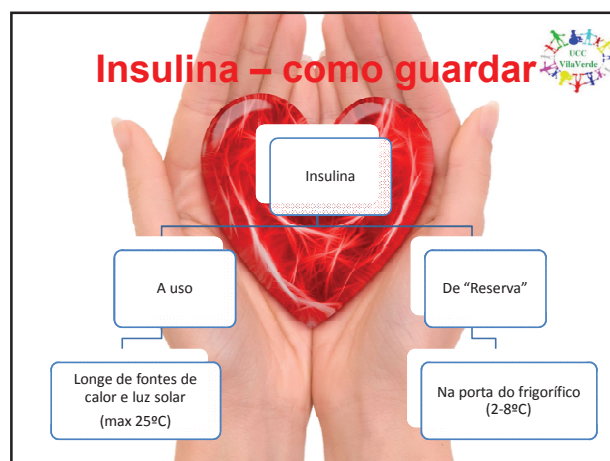 Insulina – como guardar
UCC
VilaVerde
Insulina
A uso
De “Reserva”
Longe de fontes de
calor e luz solar
(max 25ºC)
Na porta do frigorífico
(2-8ºC)